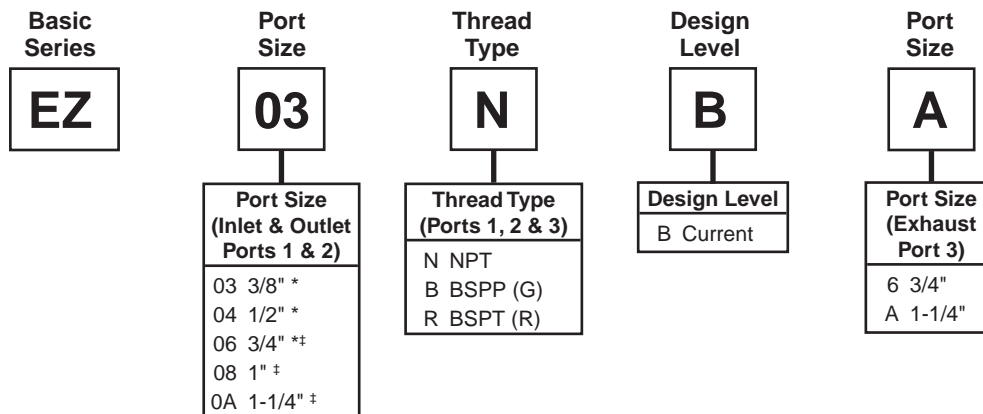 Basic
Series
EZ
Port
Size
03
Port Size
(Inlet & Outlet
Ports 1 & 2)
03 3/8" *
04 1/2" *
06 3/4" *‡
08 1" ‡
0A 1-1/4" ‡
Thread
Type
N
Thread Type
(Ports 1, 2 & 3)
N NPT
B BSPP (G)
R BSPT (R)
Design
Level
B
Design Level
B Current
Port
Size
A
Port Size
(Exhaust
Port 3)
6 3/4"
A 1-1/4"